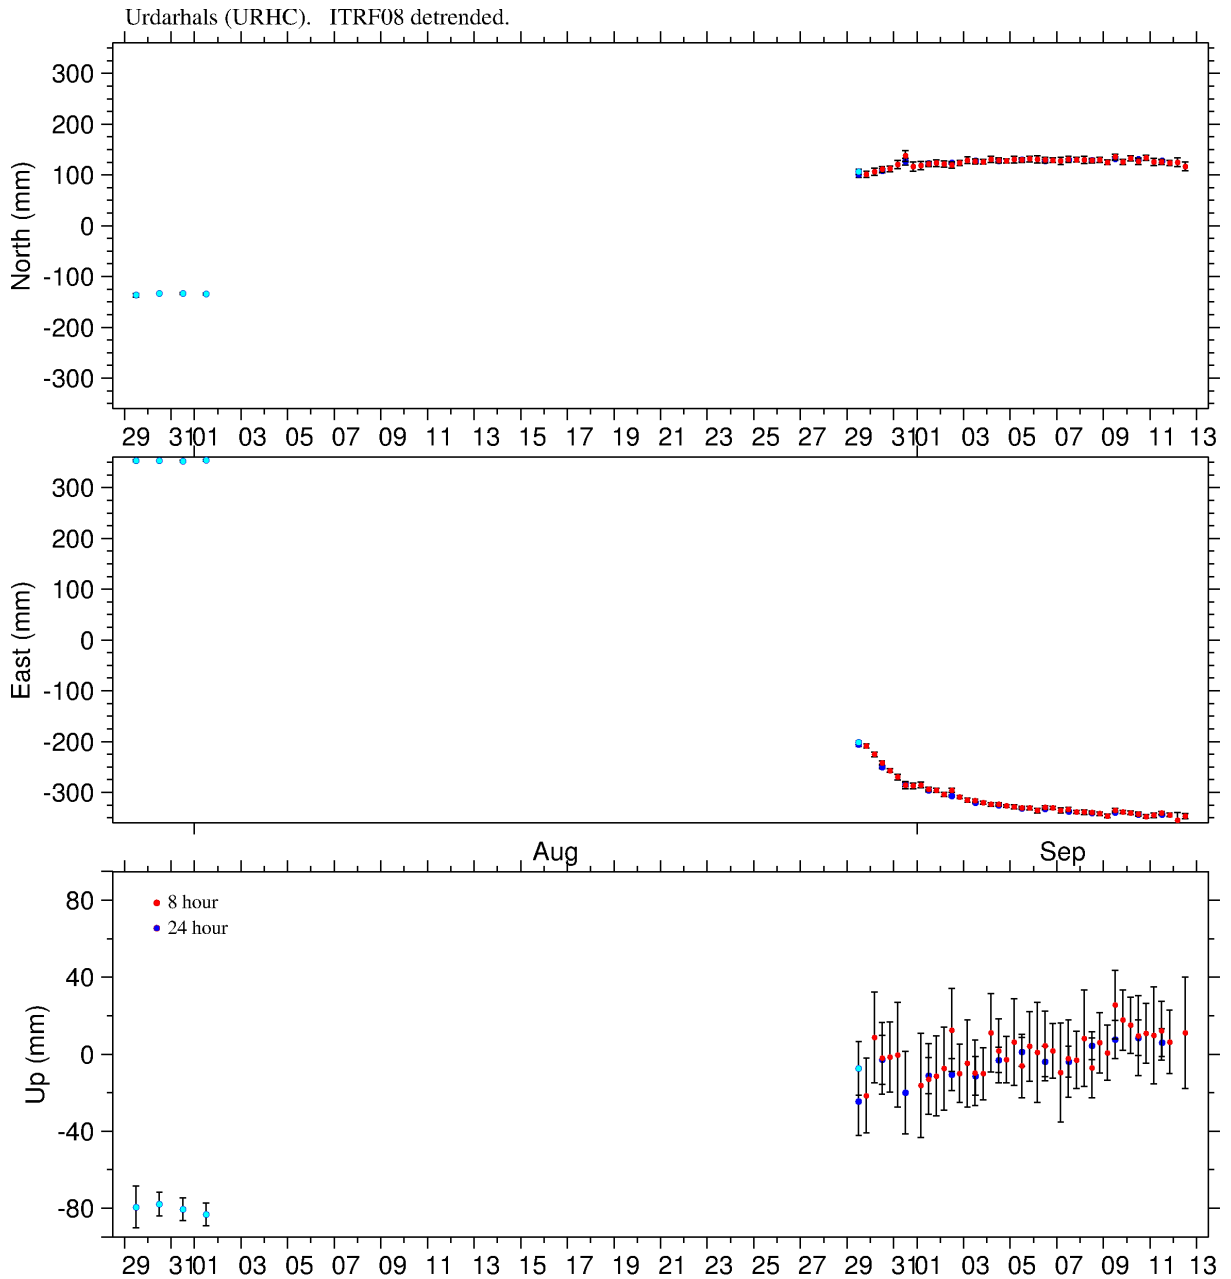 Urdarhals (URHC).   ITRF08 detrended.
North (mm)
300
200
100
0
-100
-200
-300
29 31 01 03 05 07 09 11 13 15 17 19 21 23 25 27 29 31 01 03 05 07 09 11 13
East (mm)
300
200
100
0
-100
-200
-300
Aug Sep
Up (mm)
80
40
0
-40
-80
8 hour
24 hour
29 31 01 03 05 07 09 11 13 15 17 19 21 23 25 27 29 31 01 03 05 07 09 11 13